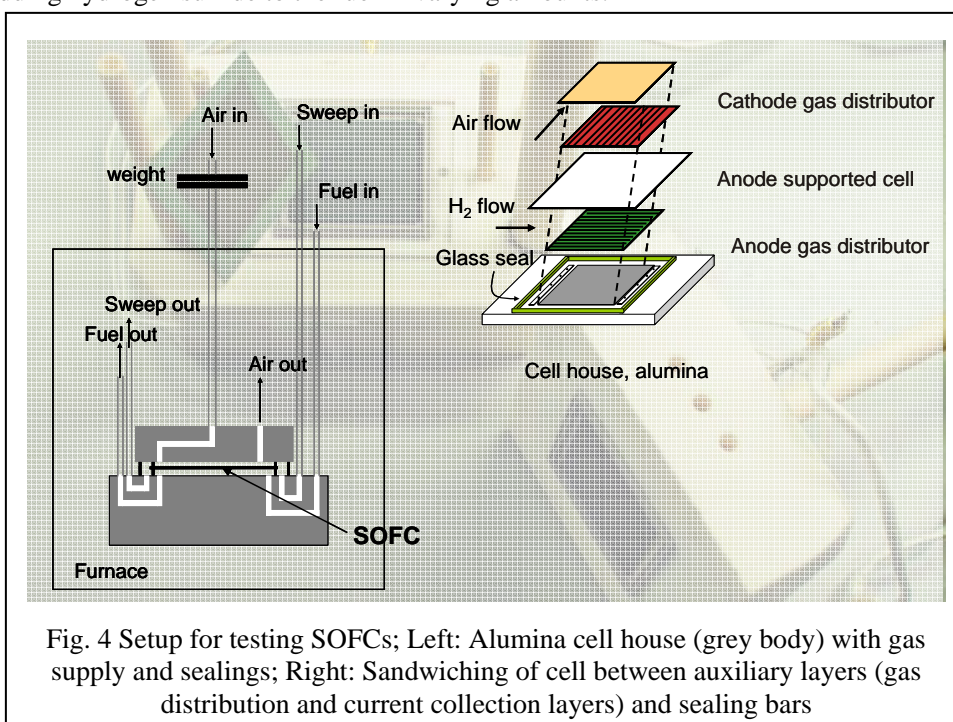 Air in
Sweep in
weight
Fuel in
Sweep out
Fuel out
Air out
SOFC
Furnace
Cathode gas distributor
Air flow
Anode supported cell
H₂ flow
Anode gas distributor
Glass seal
Cell house, alumina
Fig. 4 Setup for testing SOFCs; Left: Alumina cell house (grey body) with gas
supply and sealings; Right: Sandwiching of cell between auxiliary layers (gas
distribution and current collection layers) and sealing bars